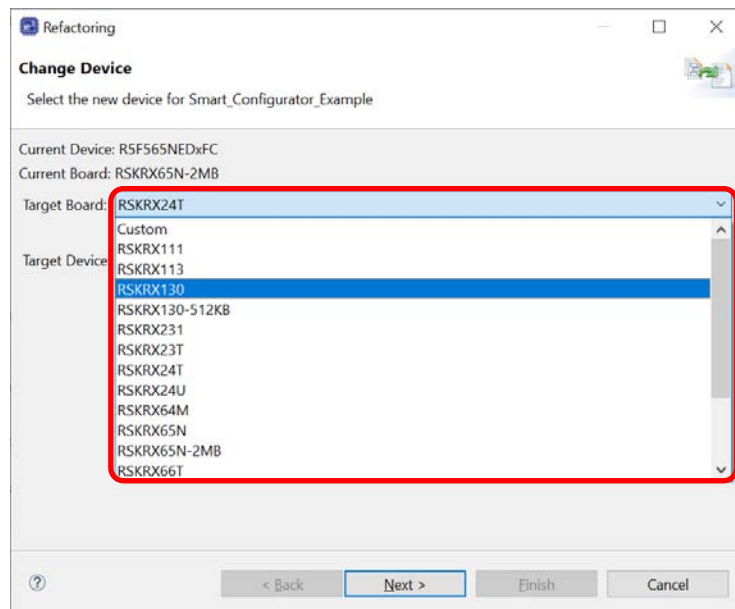 Refactoring
Change Device
Select the new device for Smart_Configurator_Example
Current Device: R5F565NEDxFC
Current Board: RSKRX65N-2MB
Target Board: RSKRX24T
Custom
RSKRX111
Target Device
RSKRX113
RSKRX130
RSKRX130-512KB
RSKRX231
RSKRX23T
RSKRX24T
RSKRX24U
RSKRX64M
RSKRX65N
RSKRX65N-2MB
RSKRX66T
? < Back Next > Finish Cancel